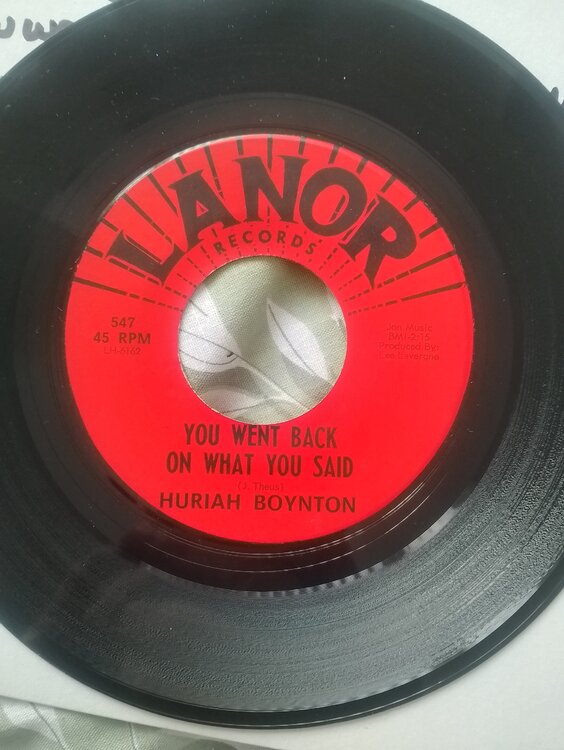 LANOR
RECORDS
547
45 RPM
LH-6162
Jon Music
BMI-2:15
Produced By:
Lee Lavergne
YOU WENT BACK
ON WHAT YOU SAID
(J. Theus)
HURIAH BOYNTON